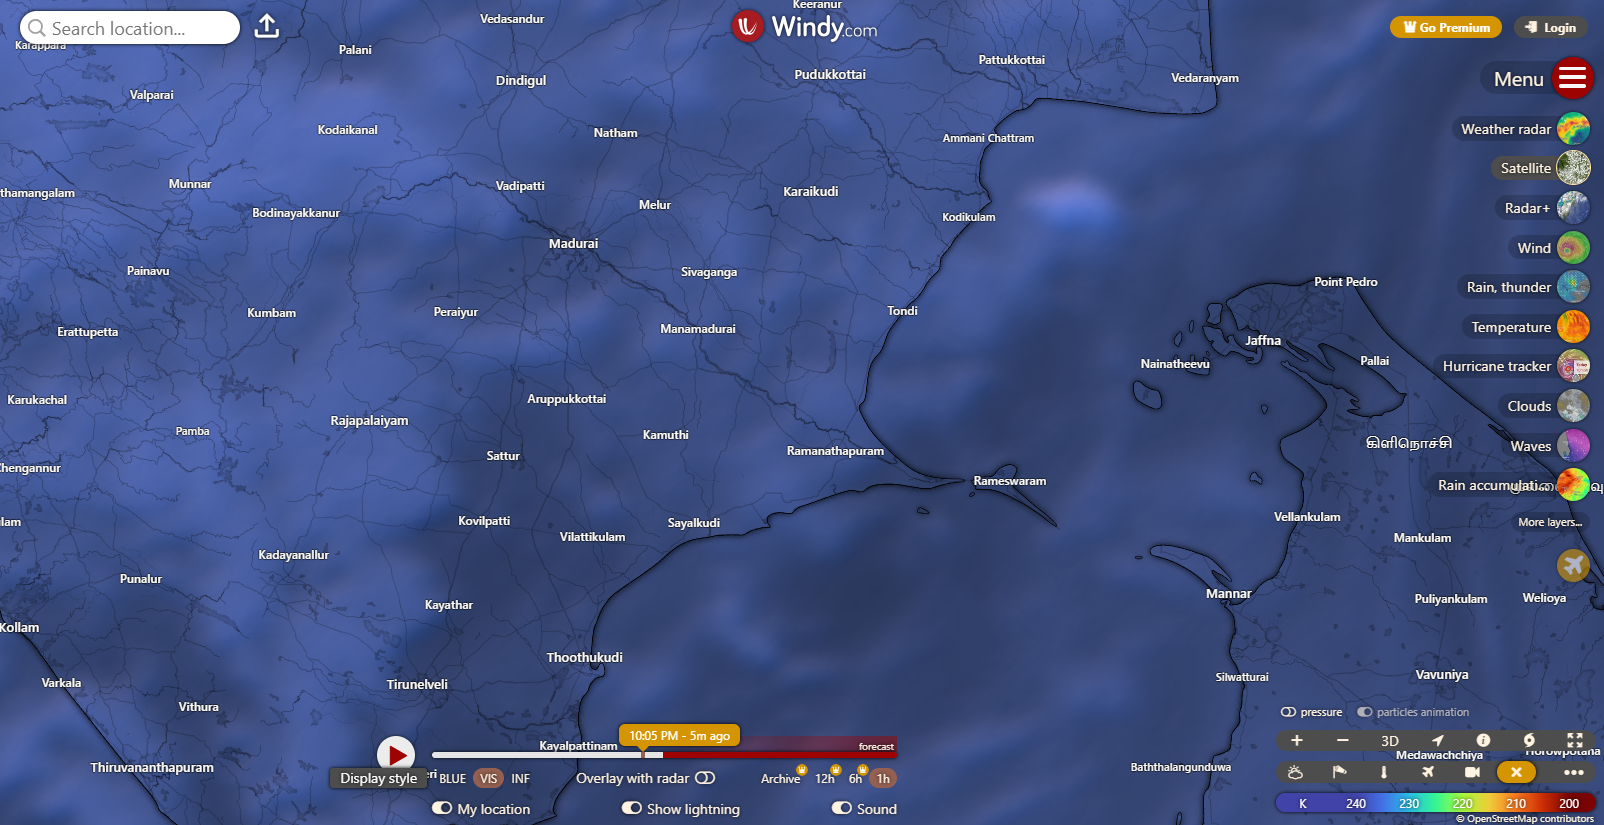 Search location...
Windy.com
Go Premium
Login
Menu
Weather radar
Satellite
Radar+
Wind
Rain, thunder
Temperature
Hurricane tracker
Clouds
Waves
Rain accumulati...
More layers...
Keeranur
Karappara
Palani
Vedasandur
Dindigul
Pudukkottai
Pattukkottai
Vedaranyam
Valparai
Kodaikanal
Natham
Ammani Chattram
thamangalam
Munnar
Vadipatti
Karaikudi
Bodinayakkanur
Melur
Kodikulam
Madurai
Painavu
Sivaganga
Point Pedro
Kumbam
Peraiyur
Tondi
Erattupetta
Manamadurai
Jaffna
Nainatheevu
Pallai
Karukachal
Aruppukkottai
Rajapalaiyam
Pamba
Kamuthi
கிளிநொச்சி
Chengannur
Sattur
Ramanathapuram
Rameswaram
lam
Kovilpatti
Sayalkudi
Vellankulam
Vilattikulam
Mankulam
Kadayanallur
Punalur
Kayathar
Mannar
Puliyankulam
Welioya
Kollam
Thoothukudi
Varkala
Tirunelveli
Silwatturai
Vavuniya
Vithura
Kayalpattinam
Thiruvananthapuram
Baththalangunduwa
Medawachchiya
Horowpotana
10:05 PM - 5m ago
forecast
Display style
eri
BLUE
VIS
INF
Overlay with radar
Archive
12h
6h
1h
My location
Show lightning
Sound
pressure
particles animation
3D
K 240 230 220 210 200
© OpenStreetMap contributors